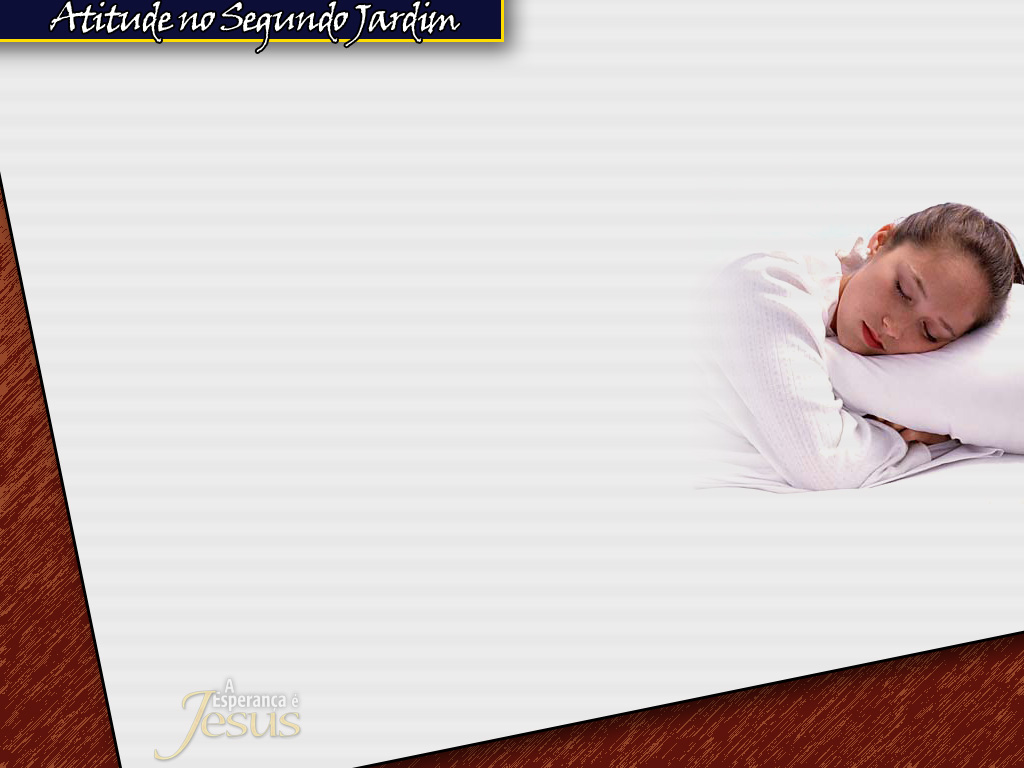 Atitude no Segundo Jardim
A
Esperança é
Jesus